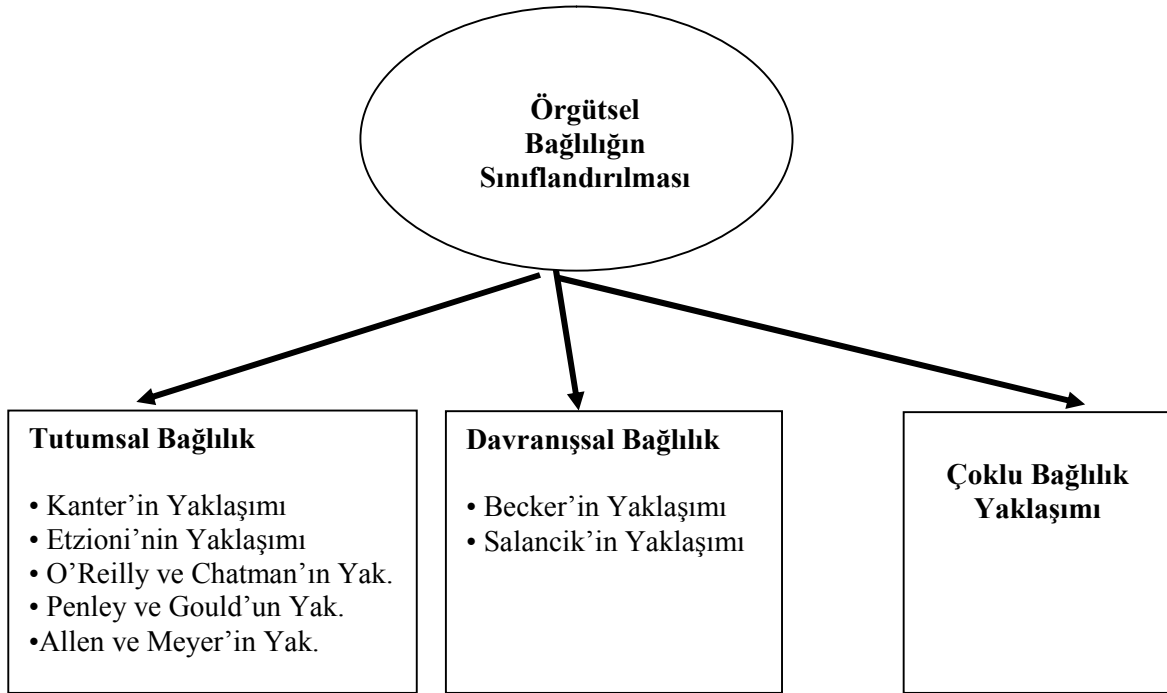 Örgütsel
Bağlılığın
Sınıflandırılması
Tutumsal Bağlılık
• Kanter’in Yaklaşımı
• Etzioni’nin Yaklaşımı
• O’Reilly ve Chatman’ın Yak.
• Penley ve Gould’un Yak.
•Allen ve Meyer’in Yak.
Davranışsal Bağlılık
• Becker’in Yaklaşımı
• Salancik’in Yaklaşımı
Çoklu Bağlılık
Yaklaşımı